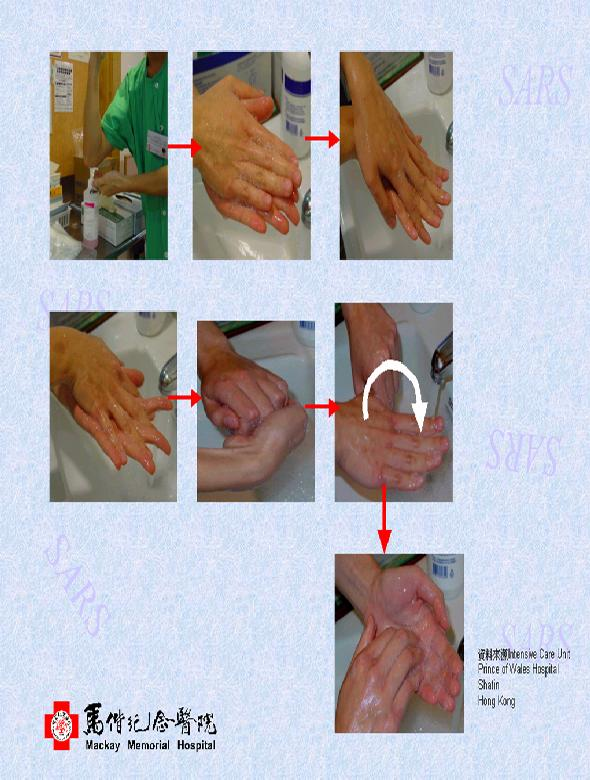 SARS
SARS
SARS
SARS
SARS
資料來源Intensive Care Unit
Prince of Wales Hospital
Shatin
Hong Kong
馬偕紀念醫院
Mackay Memorial Hospital